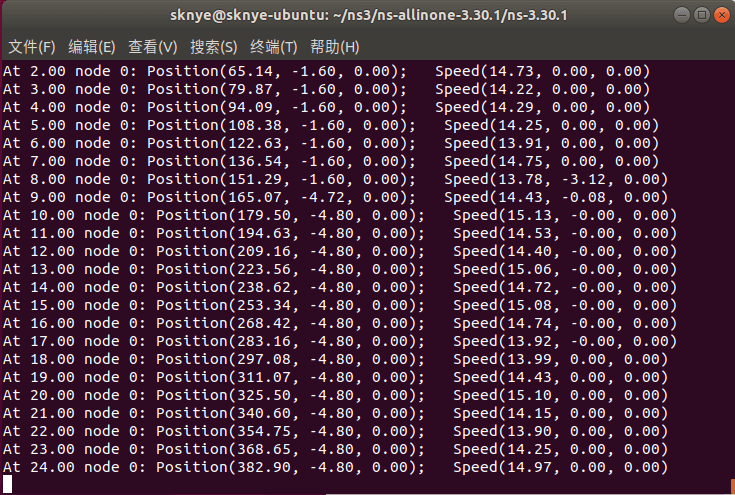 sknye@sknye-ubuntu: ~/ns3/ns-allinone-3.30.1/ns-3.30.1
文件(F) 编辑(E) 查看(V) 搜索(S) 终端(T) 帮助(H)
At 2.00 node 0: Position(65.14, -1.60, 0.00);   Speed(14.73, 0.00, 0.00)
At 3.00 node 0: Position(79.87, -1.60, 0.00);   Speed(14.22, 0.00, 0.00)
At 4.00 node 0: Position(94.09, -1.60, 0.00);   Speed(14.29, 0.00, 0.00)
At 5.00 node 0: Position(108.38, -1.60, 0.00);   Speed(14.25, 0.00, 0.00)
At 6.00 node 0: Position(122.63, -1.60, 0.00);   Speed(13.91, 0.00, 0.00)
At 7.00 node 0: Position(136.54, -1.60, 0.00);   Speed(14.75, 0.00, 0.00)
At 8.00 node 0: Position(151.29, -1.60, 0.00);   Speed(13.78, -3.12, 0.00)
At 9.00 node 0: Position(165.07, -4.72, 0.00);   Speed(14.43, -0.08, 0.00)
At 10.00 node 0: Position(179.50, -4.80, 0.00);   Speed(15.13, -0.00, 0.00)
At 11.00 node 0: Position(194.63, -4.80, 0.00);   Speed(14.53, -0.00, 0.00)
At 12.00 node 0: Position(209.16, -4.80, 0.00);   Speed(14.40, -0.00, 0.00)
At 13.00 node 0: Position(223.56, -4.80, 0.00);   Speed(15.06, -0.00, 0.00)
At 14.00 node 0: Position(238.62, -4.80, 0.00);   Speed(14.72, -0.00, 0.00)
At 15.00 node 0: Position(253.34, -4.80, 0.00);   Speed(15.08, -0.00, 0.00)
At 16.00 node 0: Position(268.42, -4.80, 0.00);   Speed(14.74, -0.00, 0.00)
At 17.00 node 0: Position(283.16, -4.80, 0.00);   Speed(13.92, -0.00, 0.00)
At 18.00 node 0: Position(297.08, -4.80, 0.00);   Speed(13.99, 0.00, 0.00)
At 19.00 node 0: Position(311.07, -4.80, 0.00);   Speed(14.43, 0.00, 0.00)
At 20.00 node 0: Position(325.50, -4.80, 0.00);   Speed(15.10, 0.00, 0.00)
At 21.00 node 0: Position(340.60, -4.80, 0.00);   Speed(14.15, 0.00, 0.00)
At 22.00 node 0: Position(354.75, -4.80, 0.00);   Speed(13.90, 0.00, 0.00)
At 23.00 node 0: Position(368.65, -4.80, 0.00);   Speed(14.25, 0.00, 0.00)
At 24.00 node 0: Position(382.90, -4.80, 0.00);   Speed(14.97, 0.00, 0.00)